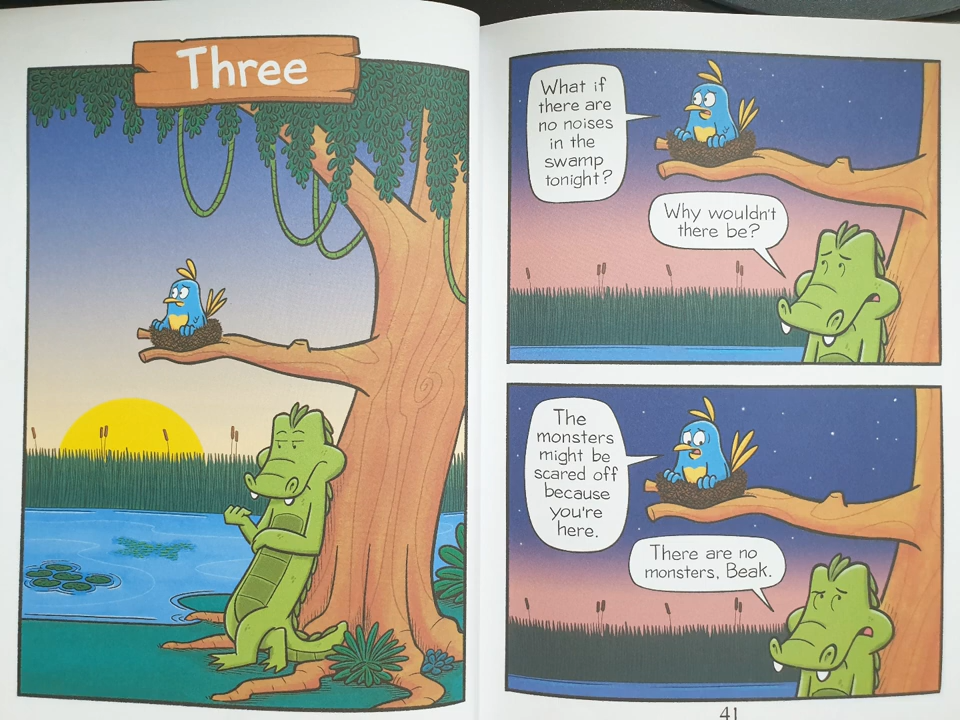 Three
What if
there are
no noises
in the
swamp
tonight?
Why wouldn't
there be?
The
monsters
might be
scared off
because
you're
here.
There are no
monsters, Beak.
41